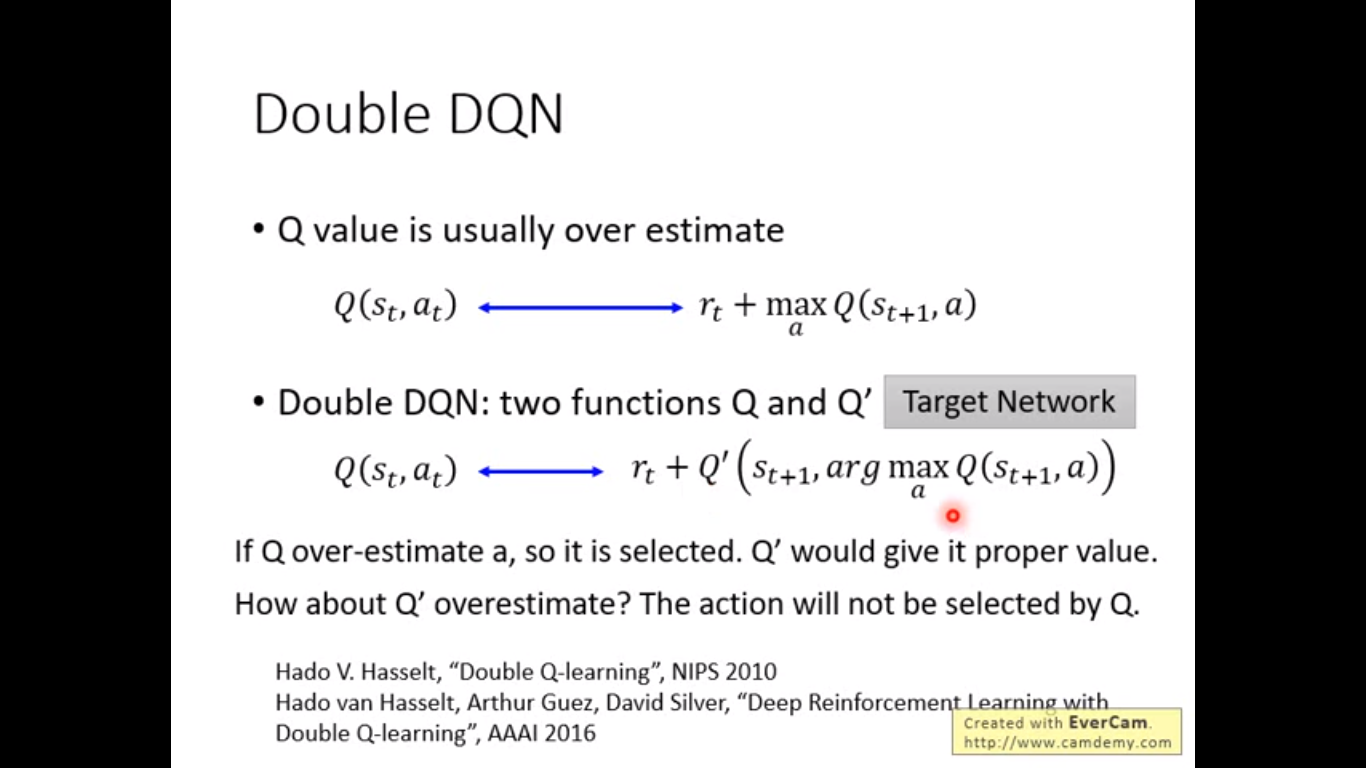 Double DQN
• Q value is usually over estimate
Q(s_t, a_t) ⟷ r_t + max_a Q(s_{t+1}, a)
• Double DQN: two functions Q and Q’ Target Network
Q(s_t, a_t) ⟷ r_t + Q′(s_{t+1}, arg max_a Q(s_{t+1}, a))
If Q over-estimate a, so it is selected. Q’ would give it proper value.
How about Q’ overestimate? The action will not be selected by Q.
Hado V. Hasselt, “Double Q-learning”, NIPS 2010
Hado van Hasselt, Arthur Guez, David Silver, “Deep Reinforcement Learning with
Double Q-learning”, AAAI 2016
Created with EverCam.
http://www.camdemy.com